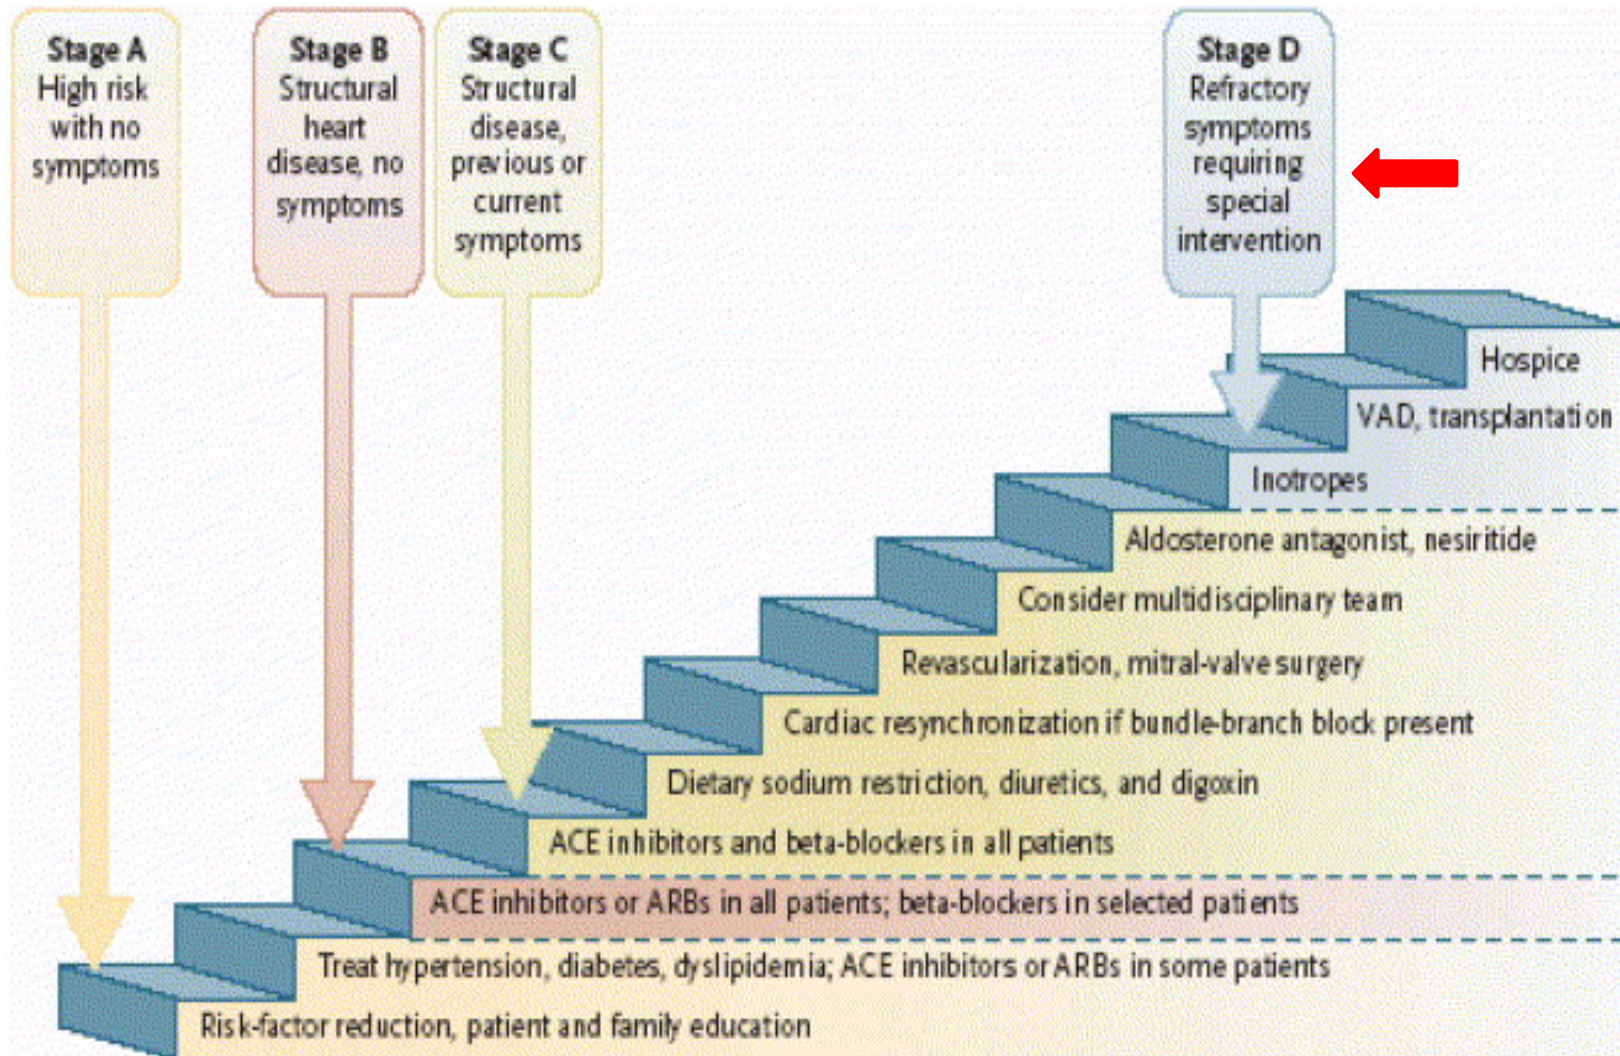 Stage A
High risk
with no
symptoms
Stage B
Structural
heart
disease, no
symptoms
Stage C
Structural
disease,
previous or
current
symptoms
Stage D
Refractory
symptoms
requiring
special
intervention
Hospice
VAD, transplantation
Inotropes
Aldosterone antagonist, nesiritide
Consider multidisciplinary team
Revascularization, mitral-valve surgery
Cardiac resynchronization if bundle-branch block present
Dietary sodium restriction, diuretics, and digoxin
ACE inhibitors and beta-blockers in all patients
ACE inhibitors or ARBs in all patients; beta-blockers in selected patients
Treat hypertension, diabetes, dyslipidemia; ACE inhibitors or ARBs in some patients
Risk-factor reduction, patient and family education